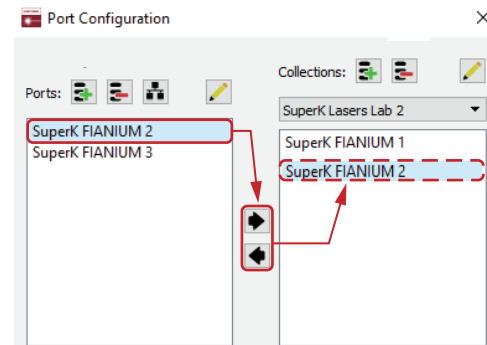 Port Configuration
Collections:
Ports:
SuperK Lasers Lab 2
SuperK FIANIUM 2
SuperK FIANIUM 3
SuperK FIANIUM 1
SuperK FIANIUM 2